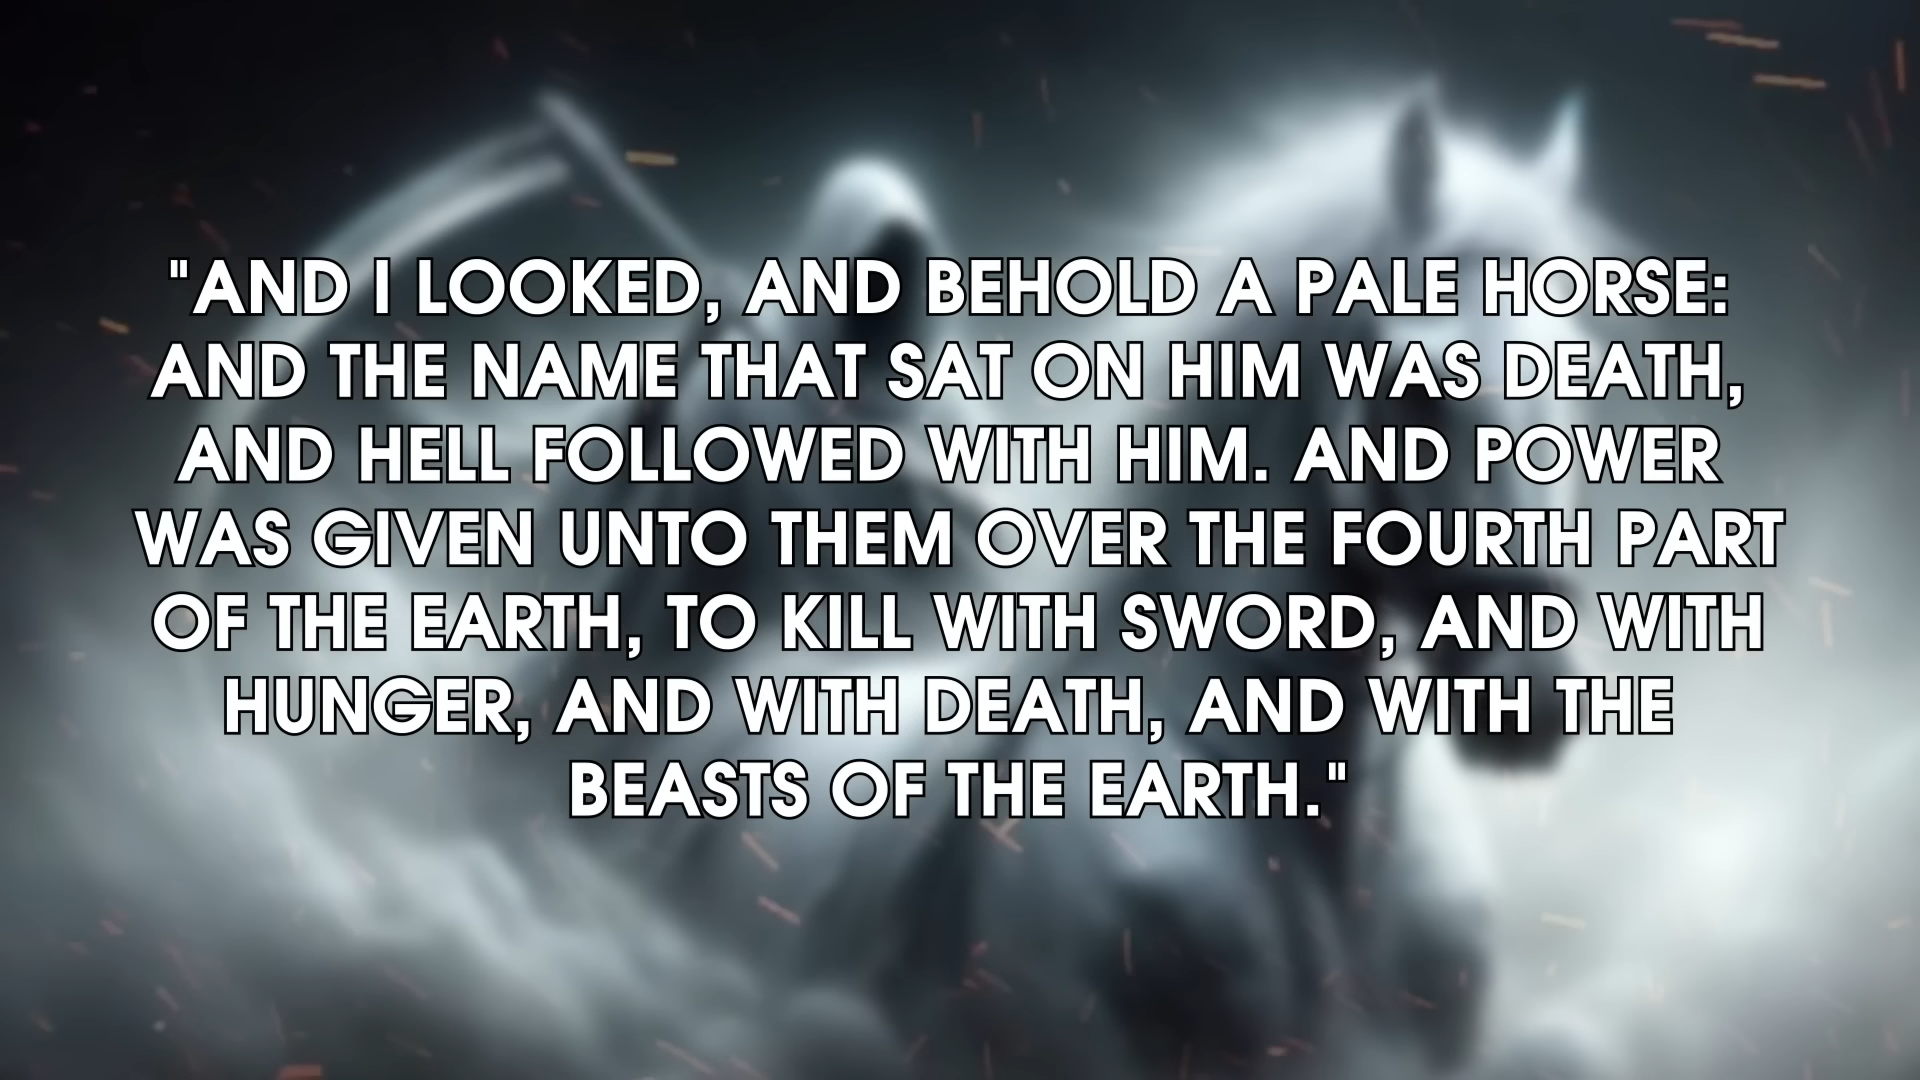 "AND I LOOKED, AND BEHOLD A PALE HORSE:
AND THE NAME THAT SAT ON HIM WAS DEATH,
AND HELL FOLLOWED WITH HIM. AND POWER
WAS GIVEN UNTO THEM OVER THE FOURTH PART
OF THE EARTH, TO KILL WITH SWORD, AND WITH
HUNGER, AND WITH DEATH, AND WITH THE
BEASTS OF THE EARTH."